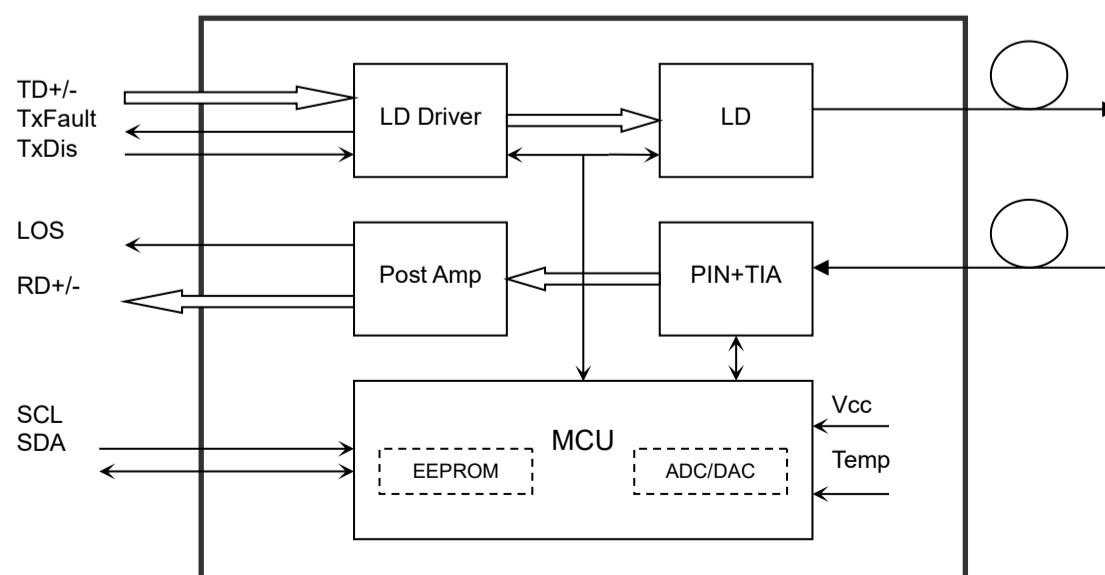 TD+/-
TxFault
TxDis
LD Driver
LD
LOS
RD+/-
Post Amp
PIN+TIA
SCL
SDA
MCU
EEPROM
ADC/DAC
Vcc
Temp